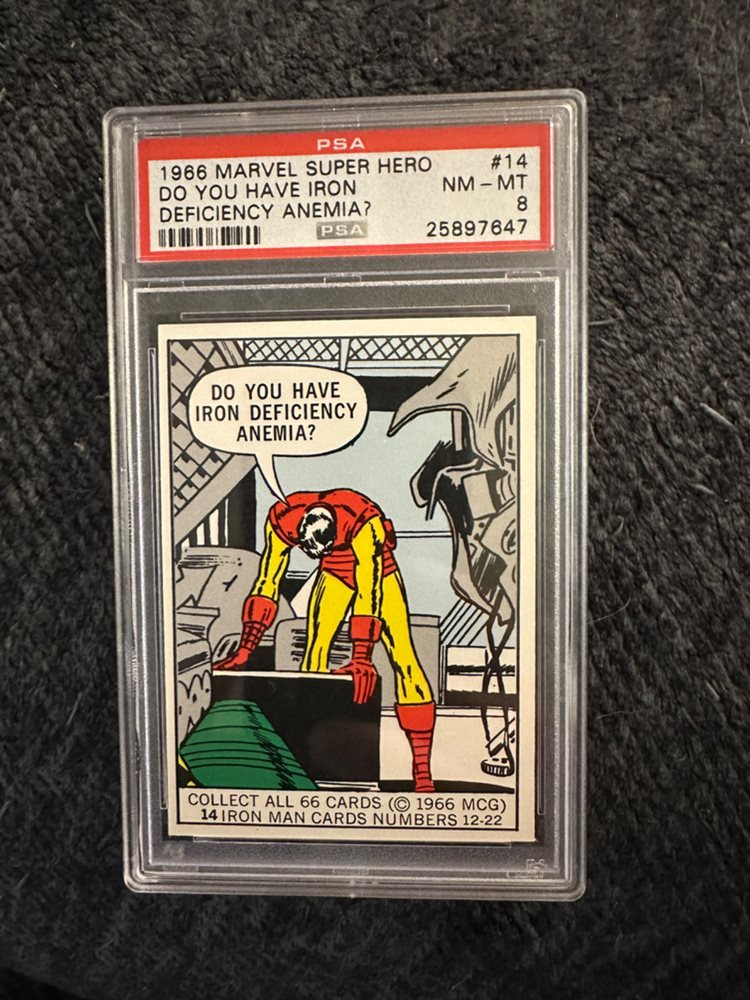 PSA
1966 MARVEL SUPER HERO #14
DO YOU HAVE IRON NM - MT
DEFICIENCY ANEMIA? 8
PSA 25897647
DO YOU HAVE
IRON DEFICIENCY
ANEMIA?
COLLECT ALL 66 CARDS (© 1966 MCG)
14 IRON MAN CARDS NUMBERS 12-22